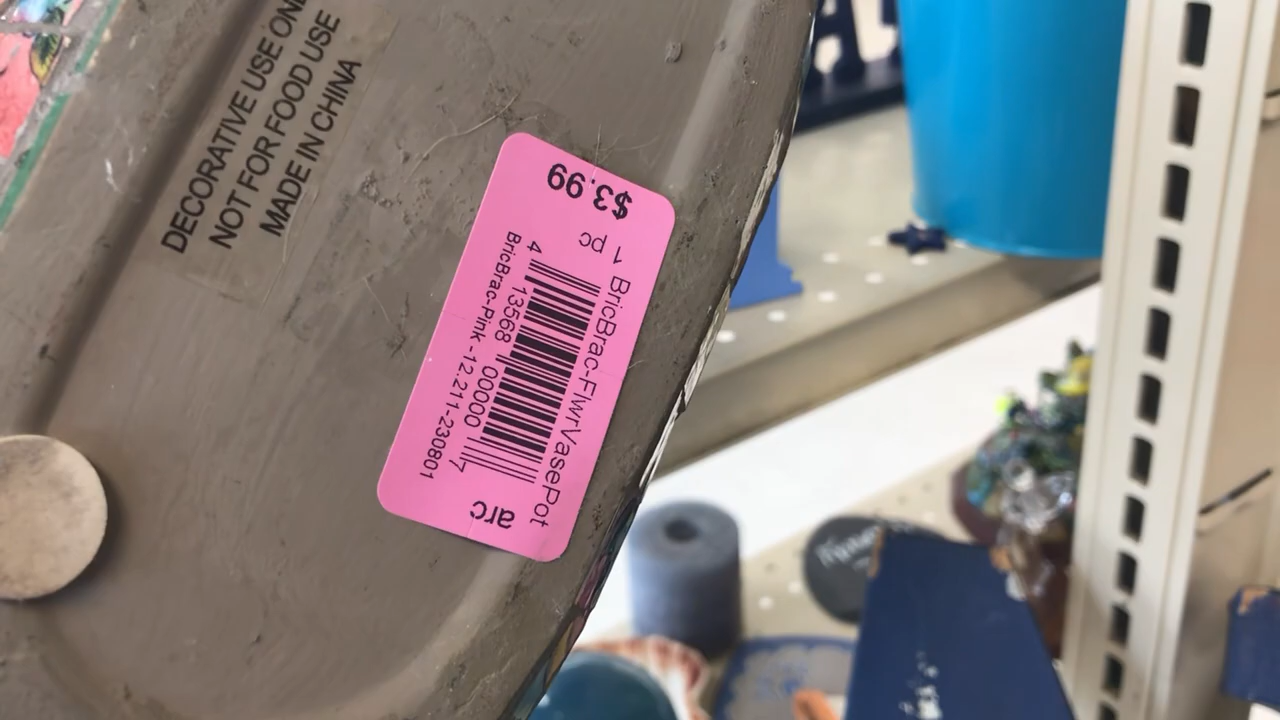 DECORATIVE USE ONLY
NOT FOR FOOD USE
MADE IN CHINA
$3.99
1 pc
BricBrac-FlwrVasePot
4 13568 00000 7
BricBrac-Pink -12.211-230801
arc